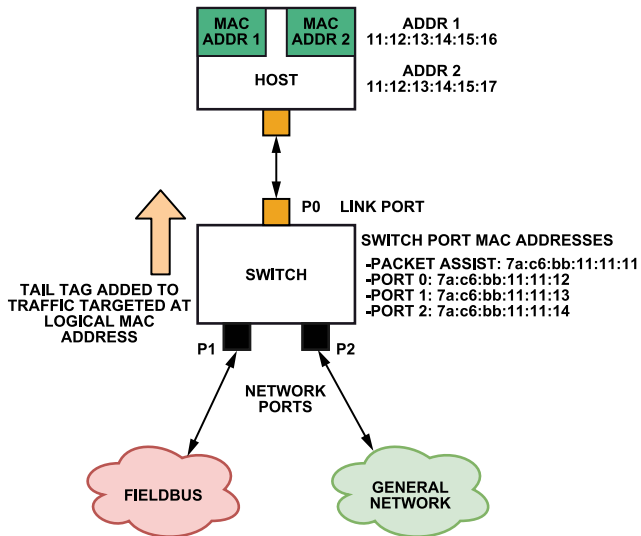 MAC
ADDR 1
MAC
ADDR 2
HOST
ADDR 1
11:12:13:14:15:16
ADDR 2
11:12:13:14:15:17
P0
LINK PORT
TAIL TAG ADDED TO
TRAFFIC TARGETED AT
LOGICAL MAC
ADDRESS
SWITCH
SWITCH PORT MAC ADDRESSES
-PACKET ASSIST: 7a:c6:bb:11:11:11
-PORT 0: 7a:c6:bb:11:11:12
-PORT 1: 7a:c6:bb:11:11:13
-PORT 2: 7a:c6:bb:11:11:14
P1
P2
NETWORK
PORTS
FIELDBUS
GENERAL
NETWORK